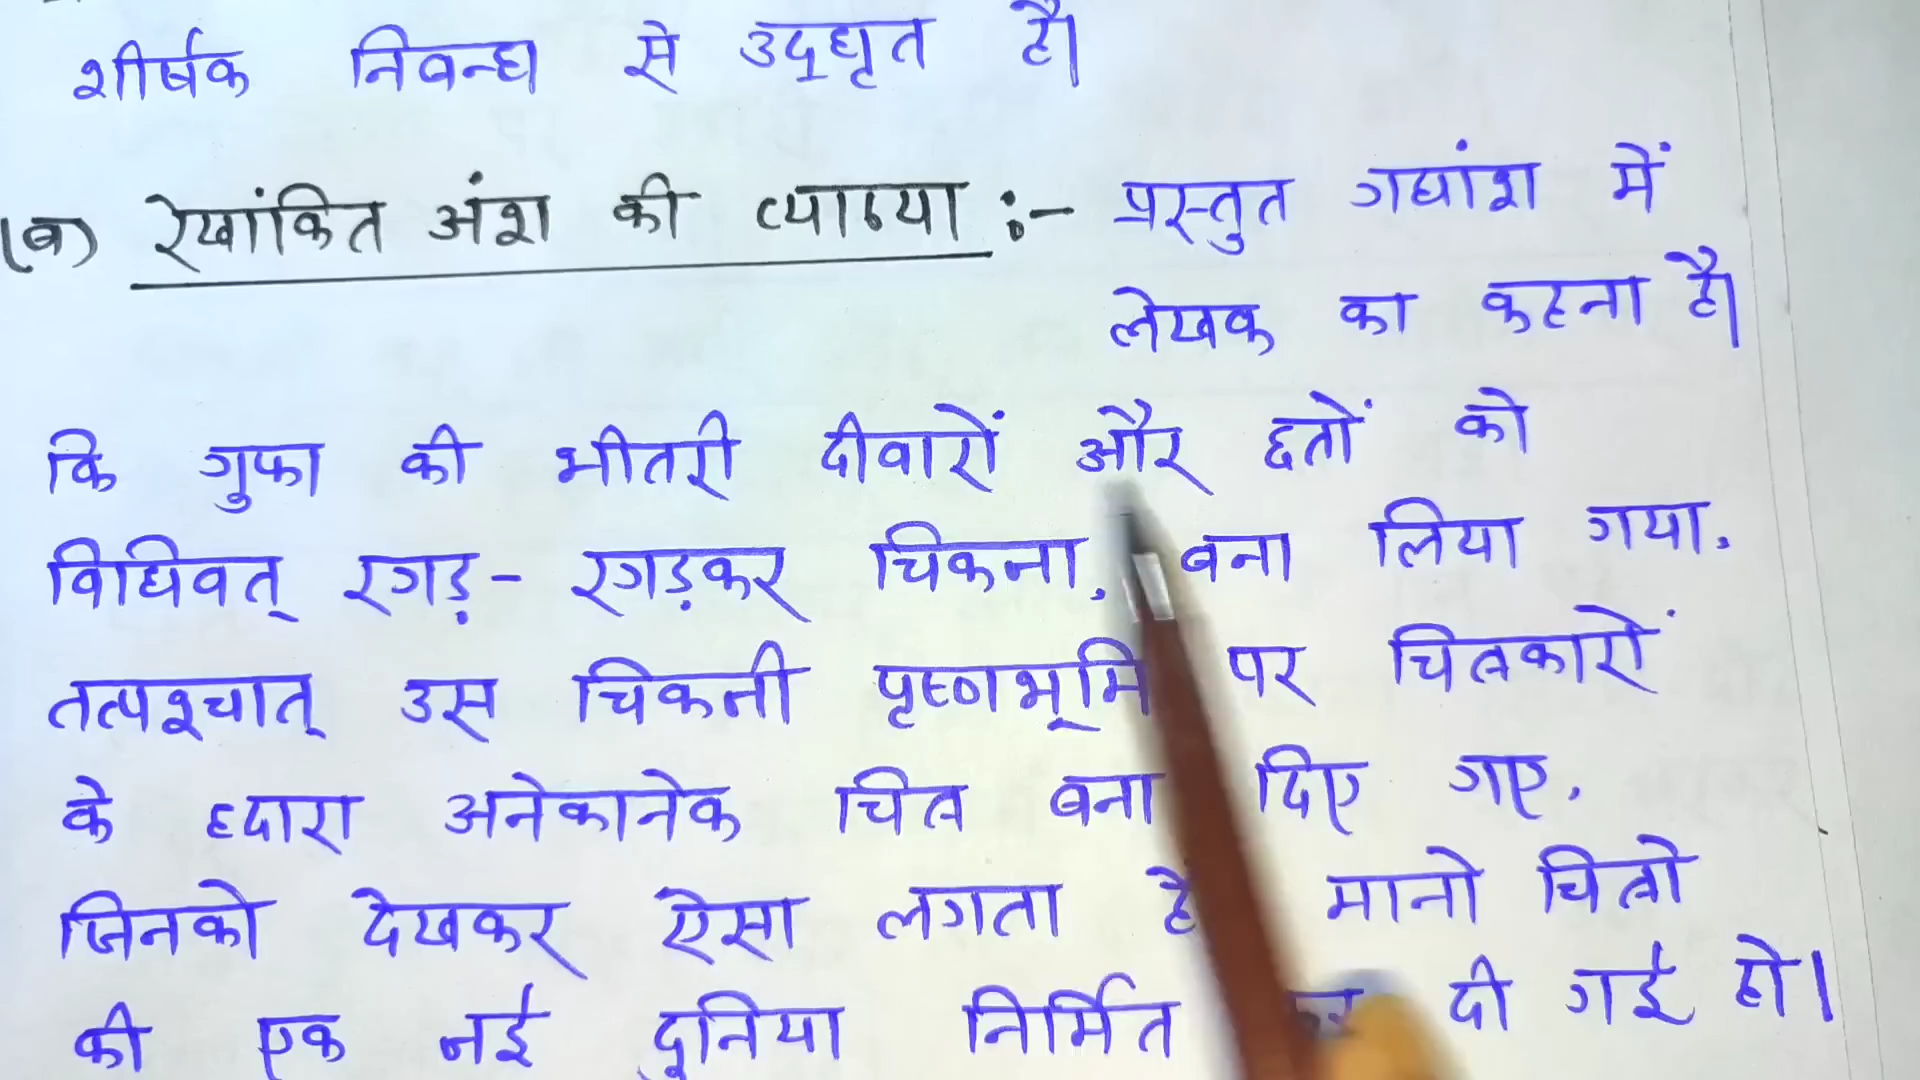 शीर्षक निबन्ध से उद्धृत है।
(ब) रेखांकित अंश की व्याख्या :- प्रस्तुत गद्यांश में
लेखक का कहना है।
कि गुफा की भीतरी दीवारों और छतों को
विधिवत् रगड़-रगड़कर चिकना, बना लिया गया.
तत्पश्चात् उस चिकनी पृष्ठभूमि पर चित्रकारों
के द्वारा अनेकानेक चित्र बना दिए गए,
जिनको देखकर ऐसा लगता है मानो चित्रो
की एक नई दुनिया निर्मित दी गई हो।